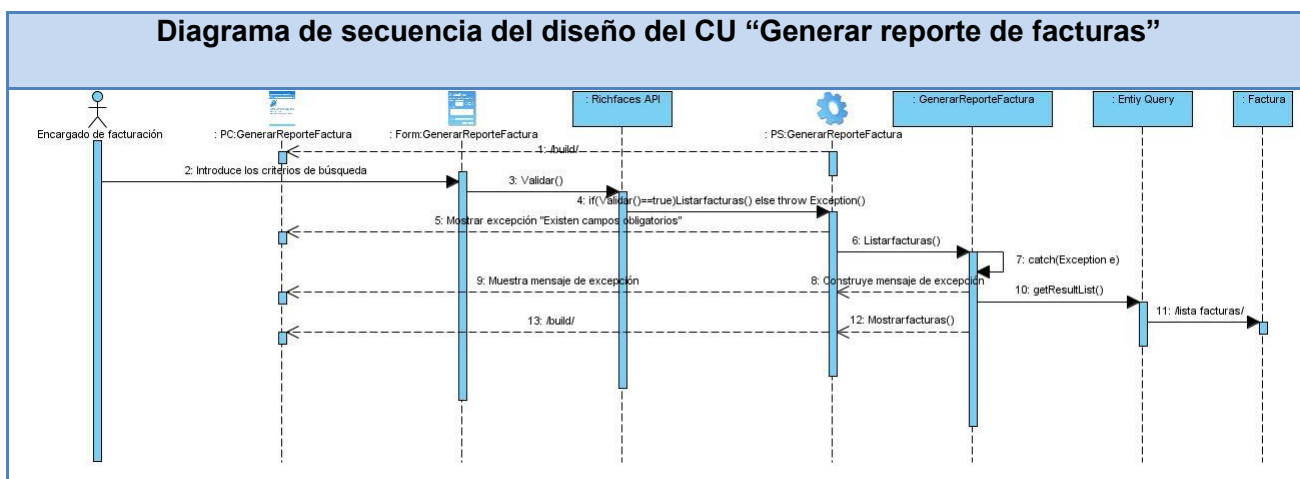 Diagrama de secuencia del diseño del CU “Generar reporte de facturas”
: Richfaces API
: GenerarReporteFactura
: Entiy Query
: Factura
Encargado de facturación
: PC:GenerarReporteFactura
: Form:GenerarReporteFactura
: PS:GenerarReporteFactura
1: /build/
2: Introduce los criterios de búsqueda
3: Validar()
4: if(Validar()==true)Listarfacturas() else throw Exception()
5: Mostrar excepción "Existen campos obligatorios"
6: Listarfacturas()
7: catch(Exception e)
8: Construye mensaje de excepción
9: Muestra mensaje de excepción
10: getResultList()
11: /lista facturas/
12: Mostrarfacturas()
13: /build/